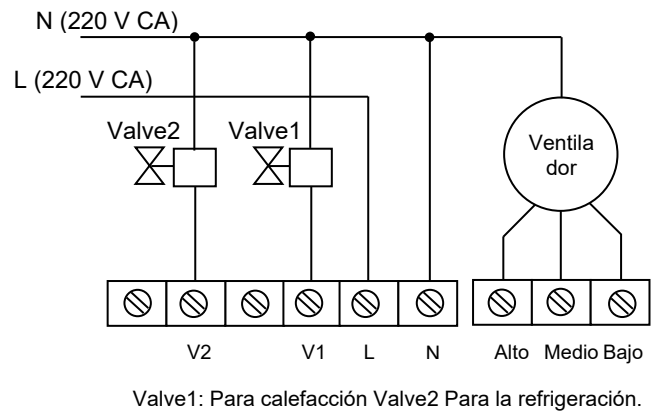 N (220 V CA)
L (220 V CA)
Valve2 Valve1
Ventila
dor
V2 V1 L N Alto Medio Bajo
Valve1: Para calefacción Valve2 Para la refrigeración.